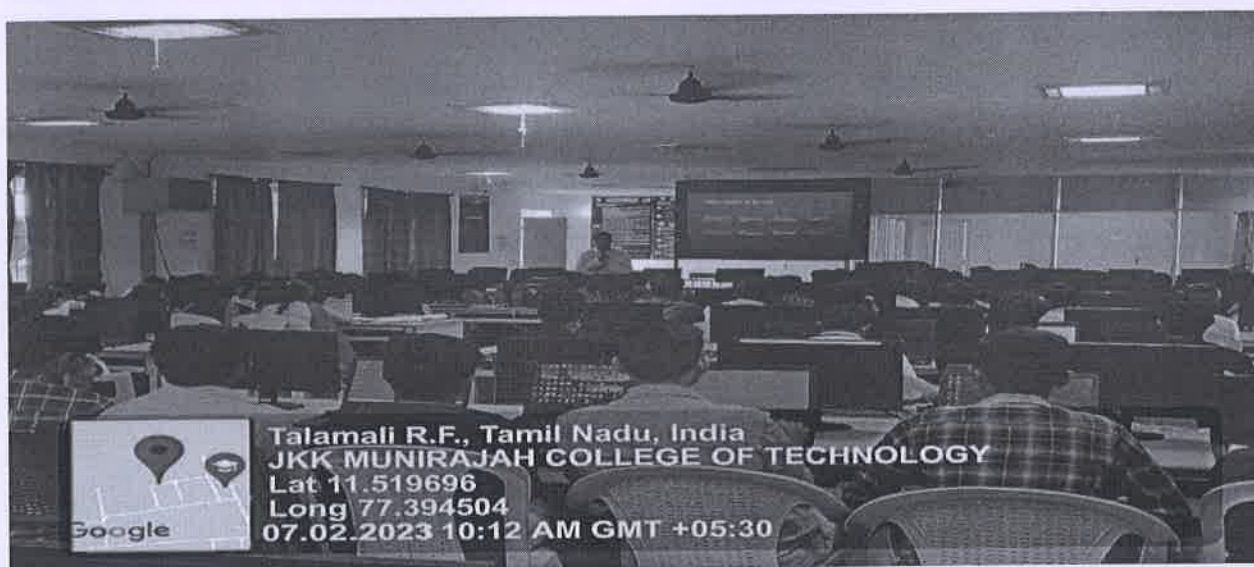 Talamali R.F., Tamil Nadu, India
JKK MUNIRAJAH COLLEGE OF TECHNOLOGY
Lat 11.519696
Long 77.394504
07.02.2023 10:12 AM GMT +05:30
Google